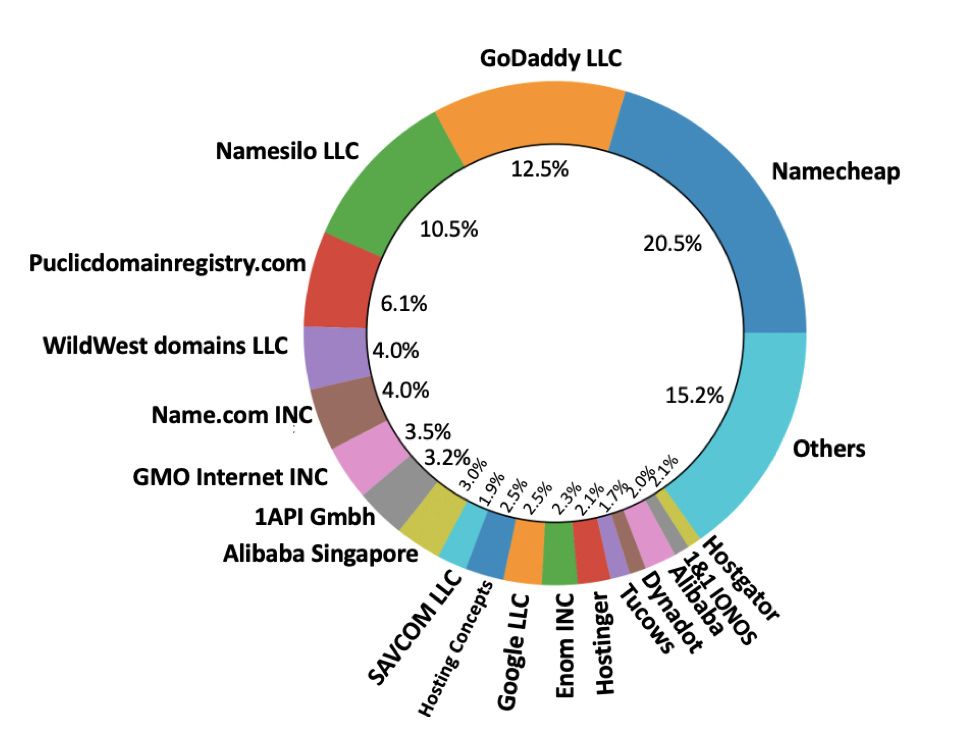 GoDaddy LLC
Namecheap
Namesilo LLC
12.5%
10.5%
20.5%
Puclicdomainregistry.com
6.1%
WildWest domains LLC
4.0%
Name.com INC
4.0%
15.2%
3.5%
Others
3.2%
GMO Internet INC
3.0%
1.9%
2.5%
2.5%
2.3%
2.1%
1.7%
2.0%
2.1%
1API Gmbh
Alibaba Singapore
SAVCOM LLC
Hosting Concepts
Google LLC
Enom INC
Hostinger
Tucows
Dynadot
Alibaba
1&1 IONOS
Hostgator